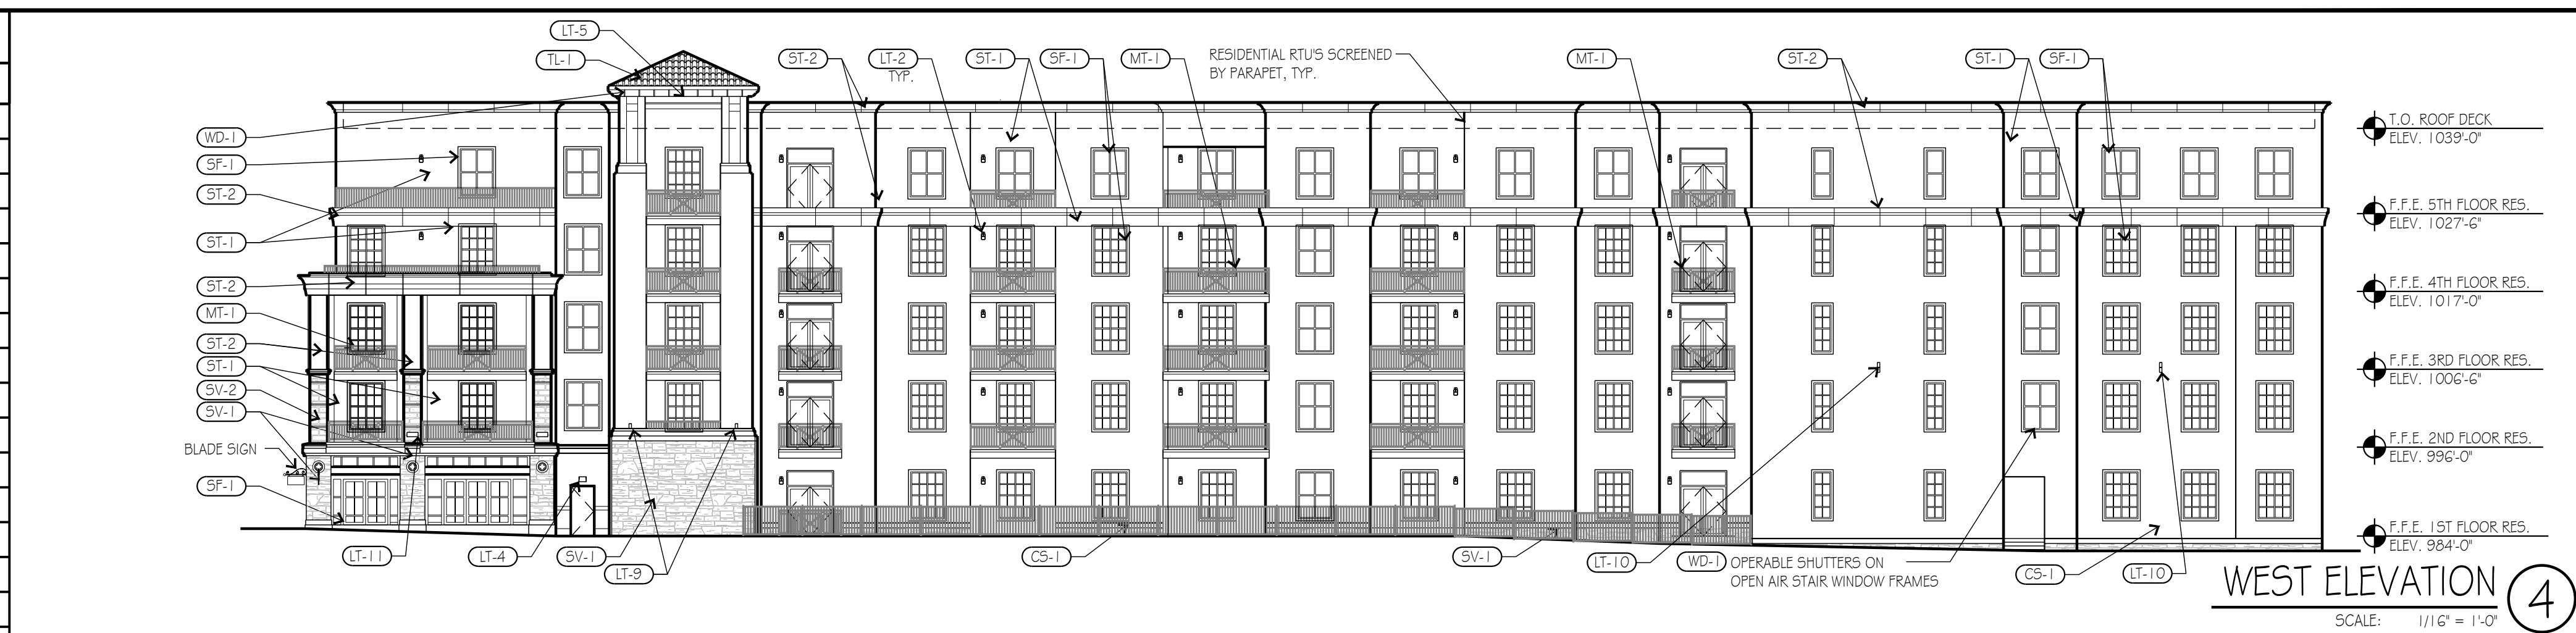 LT-5
TL-1
ST-2
LT-2
TYP.
ST-1
SF-1
MT-1
RESIDENTIAL RTU'S SCREENED
BY PARAPET, TYP.
MT-1
ST-2
ST-1
SF-1
WD-1
SF-1
ST-2
ST-1
ST-2
MT-1
ST-2
ST-1
SV-2
SV-1
BLADE SIGN
SF-1
T.O. ROOF DECK
ELEV. 1039'-0"
F.F.E. 5TH FLOOR RES.
ELEV. 1027'-6"
F.F.E. 4TH FLOOR RES.
ELEV. 1017'-0"
F.F.E. 3RD FLOOR RES.
ELEV. 1006'-6"
F.F.E. 2ND FLOOR RES.
ELEV. 996'-0"
F.F.E. 1ST FLOOR RES.
ELEV. 984'-0"
LT-11
LT-4
SV-1
LT-9
CS-1
SV-1
LT-10
WD-1 OPERABLE SHUTTERS ON
OPEN AIR STAIR WINDOW FRAMES
CS-1
LT-10
WEST ELEVATION
4
SCALE: 1/16" = 1'-0"